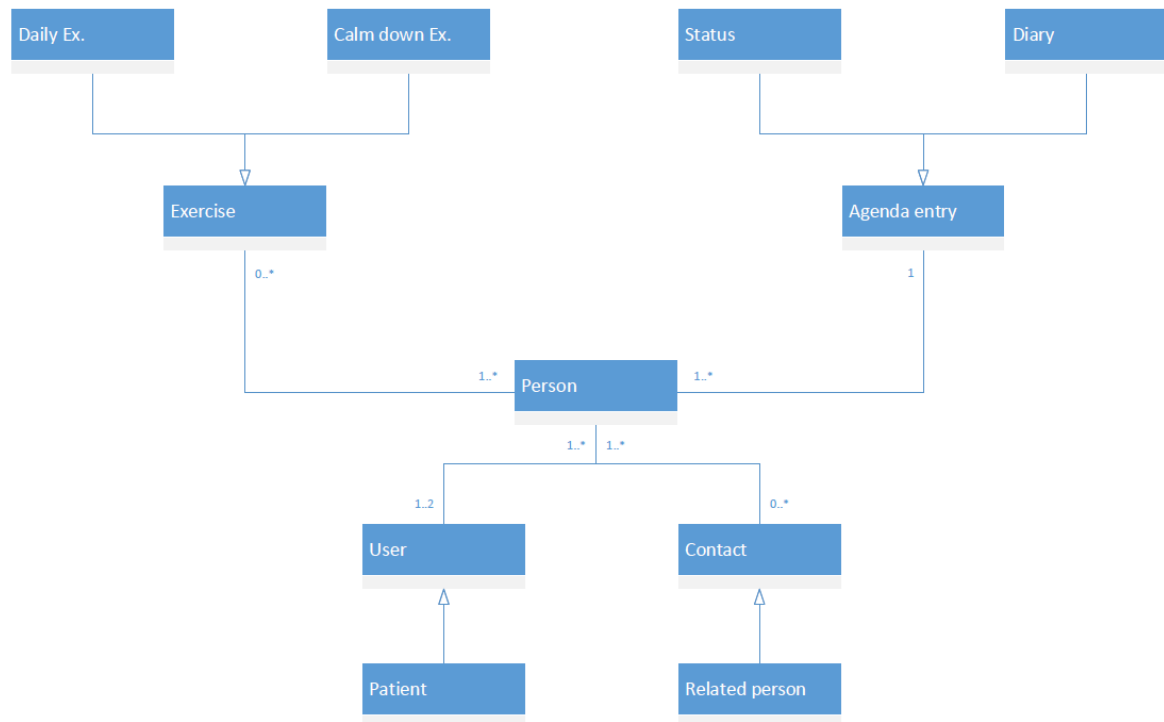 Daily Ex.
Calm down Ex.
Status
Diary
Exercise
Agenda entry
0..*
1
1..*
Person
1..*
1..*
1..*
1..2
0..*
User
Contact
Patient
Related person